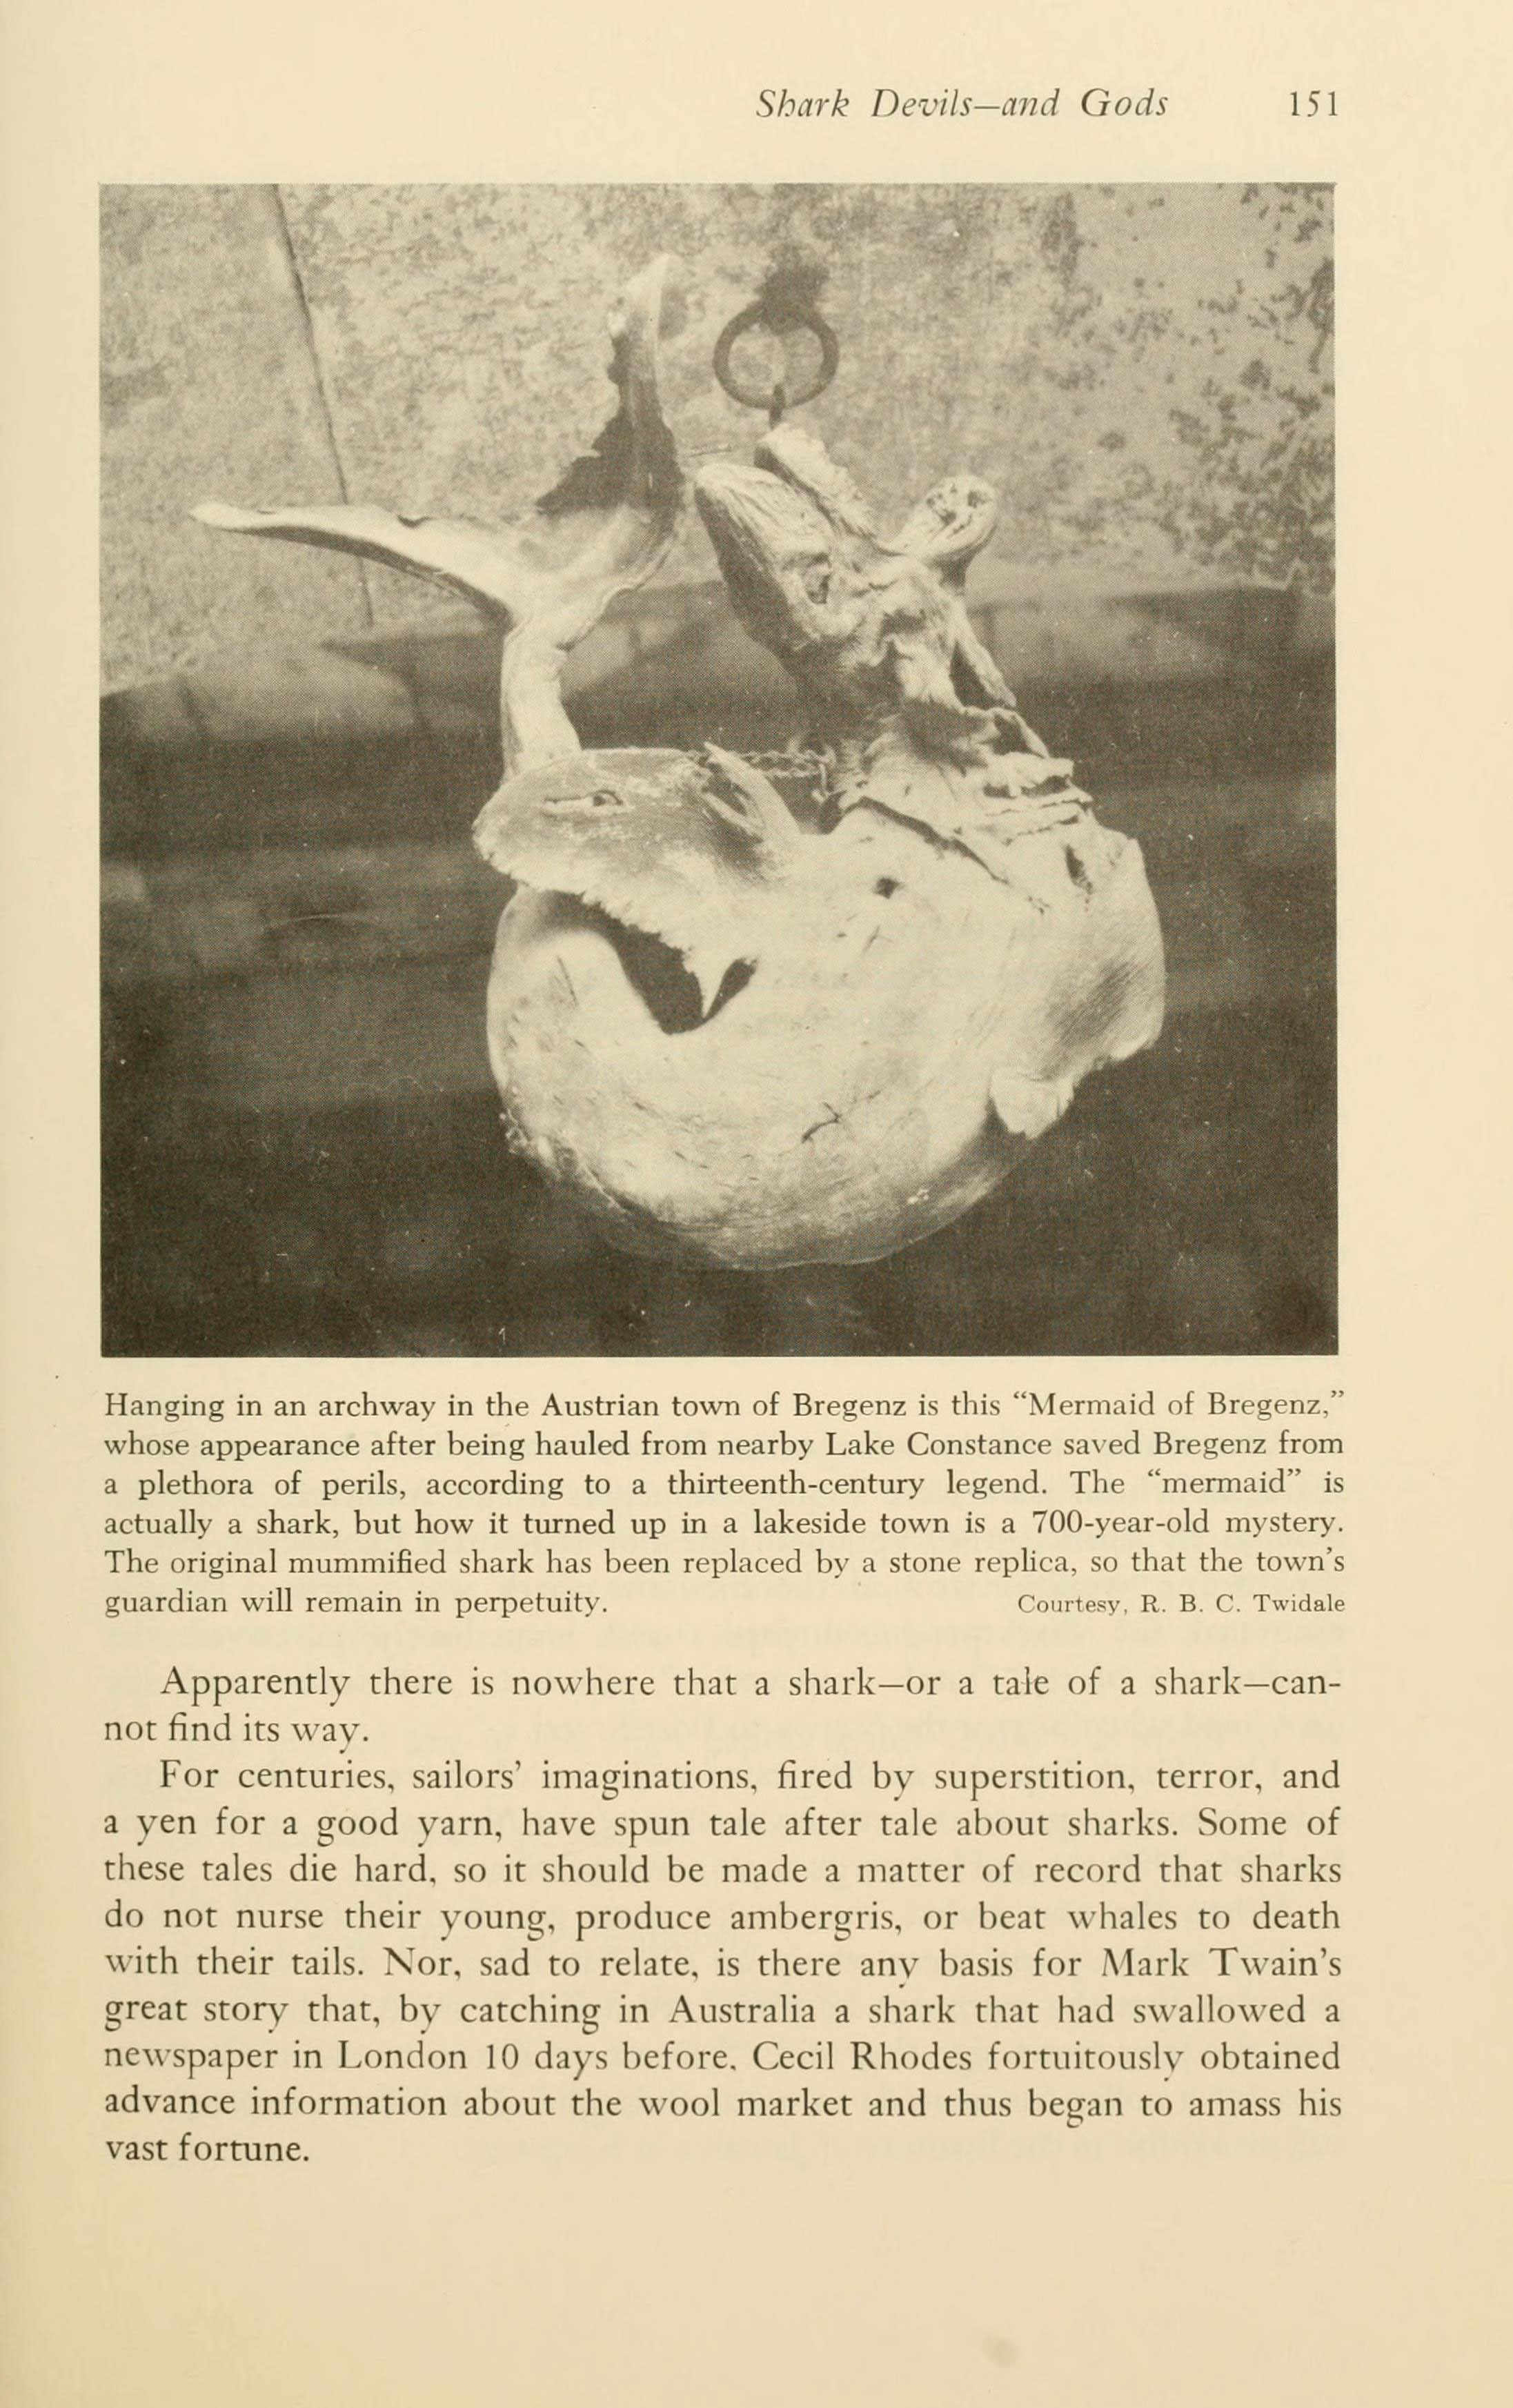 Shark Devils—and Gods 151
Hanging in an archway in the Austrian town of Bregenz is this “Mermaid of Bregenz,”
whose appearance after being hauled from nearby Lake Constance saved Bregenz from
a plethora of perils, according to a thirteenth-century legend. The “mermaid” is
actually a shark, but how it turned up in a lakeside town is a 700-year-old mystery.
The original mummified shark has been replaced by a stone replica, so that the town’s
guardian will remain in perpetuity. Courtesy, R. B. C. Twidale
Apparently there is nowhere that a shark—or a tale of a shark—can-
not find its way.
For centuries, sailors’ imaginations, fired by superstition, terror, and
a yen for a good yarn, have spun tale after tale about sharks. Some of
these tales die hard, so it should be made a matter of record that sharks
do not nurse their young, produce ambergris, or beat whales to death
with their tails. Nor, sad to relate, is there any basis for Mark Twain’s
great story that, by catching in Australia a shark that had swallowed a
newspaper in London 10 days before, Cecil Rhodes fortuitously obtained
advance information about the wool market and thus began to amass his
vast fortune.